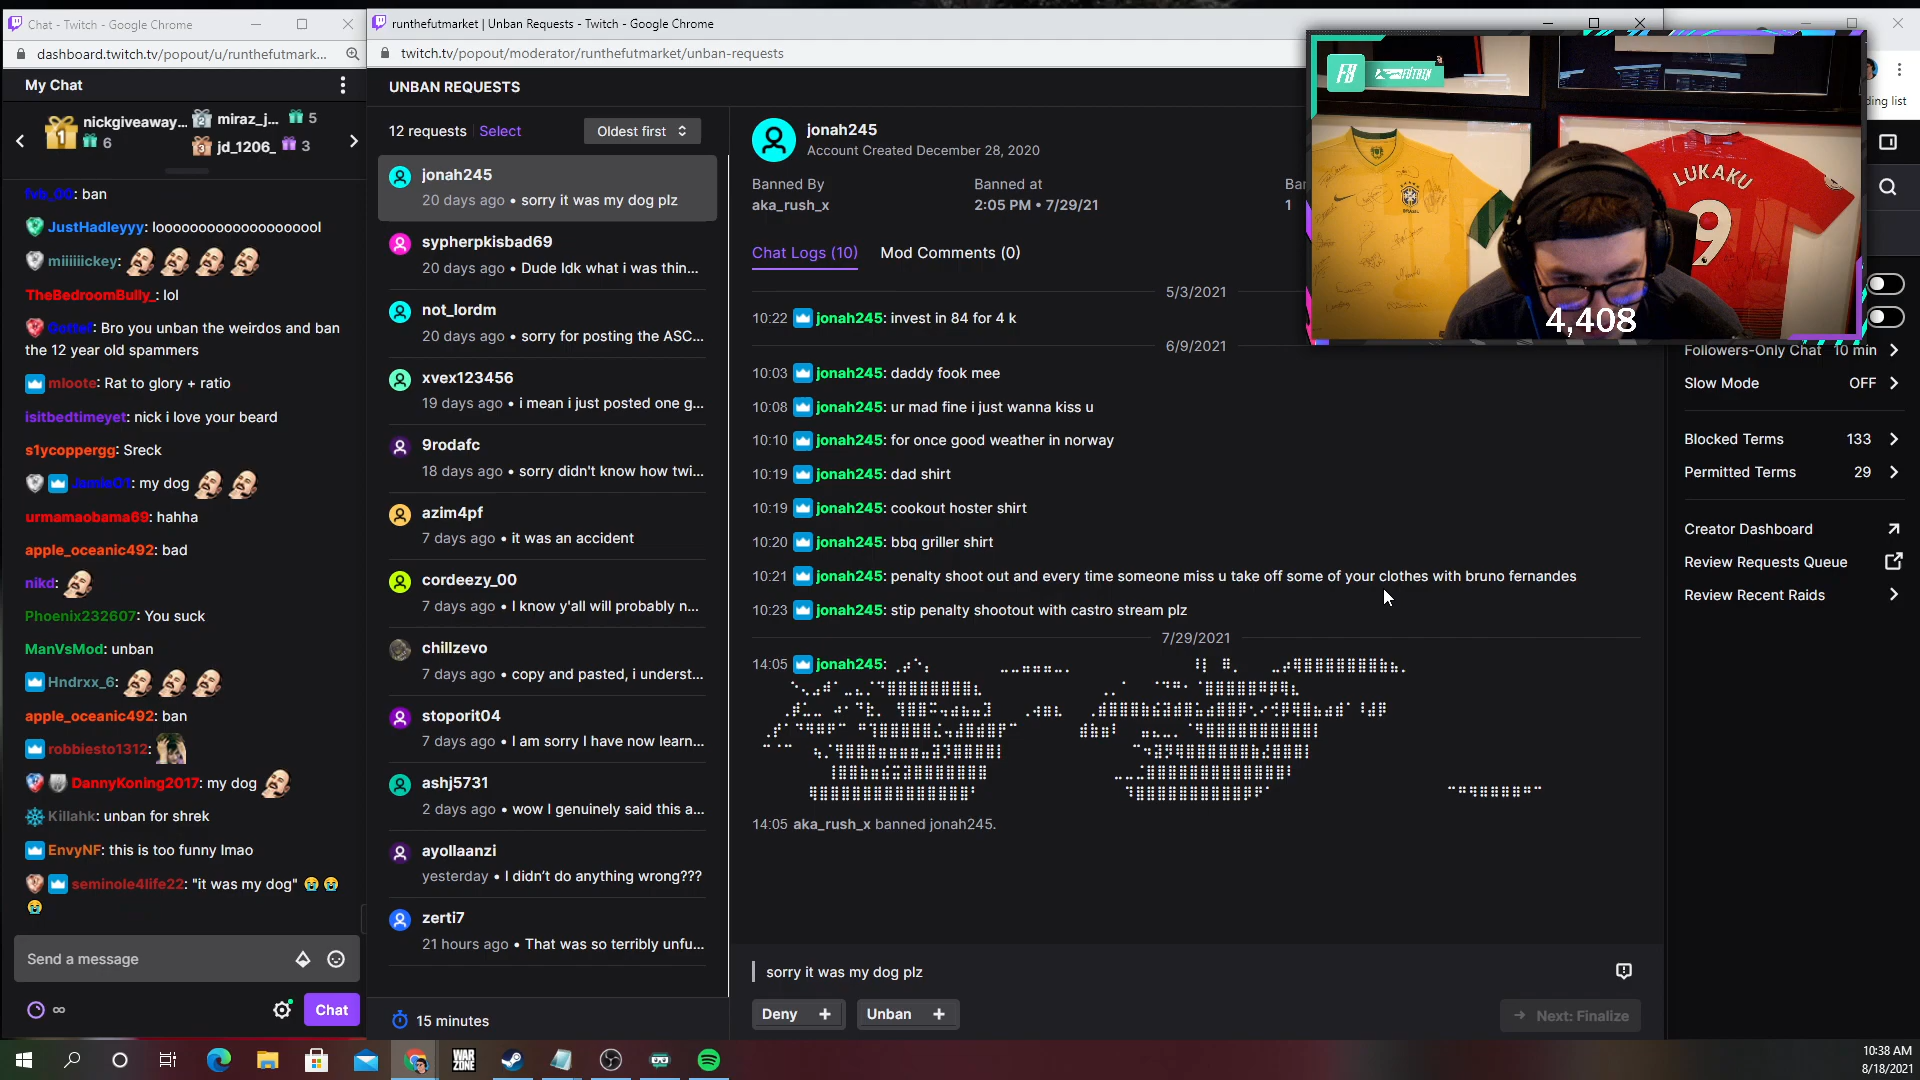 Chat - Twitch - Google Chrome
dashboard.twitch.tv/popout/u/runthefutmark...
My Chat
nickgiveaway...
1
6
2
miraz_j... 5
3
jd_1206_ 3
fvb_00: ban
JustHadleyyy: looooooooooooooooool
miiiiiickey:
TheBedroomBully_: lol
: Bro you unban the weirdos and ban
the 12 year old spammers
mloote: Rat to glory + ratio
isitbedtimeyet: nick i love your beard
s1ycoppergg: Sreck
Jamie01: my dog
urmamaobama69: hahha
apple_oceanic492: bad
nikd:
Phoenix232607: You suck
ManVsMod: unban
Hndrxx_6:
apple_oceanic492: ban
robbiesto1312:
DannyKoning2017: my dog
Killahk: unban for shrek
EnvyNF: this is too funny lmao
seminole4life22: "it was my dog" 😭 😭
😭
Send a message
∞
Chat
runthefutmarket | Unban Requests - Twitch - Google Chrome
twitch.tv/popout/moderator/runthefutmarket/unban-requests
UNBAN REQUESTS
12 requests Select Oldest first
jonah245
20 days ago • sorry it was my dog plz
sypherpkisbad69
20 days ago • Dude Idk what i was thin...
not_lordm
20 days ago • sorry for posting the ASC...
xvex123456
19 days ago • i mean i just posted one g...
9rodafc
18 days ago • sorry didn't know how twi...
azim4pf
7 days ago • it was an accident
cordeezy_00
7 days ago • I know y'all will probably n...
chillzevo
7 days ago • copy and pasted, i underst...
stoporit04
7 days ago • I am sorry I have now learn...
ashj5731
2 days ago • wow I genuinely said this a...
ayollaanzi
yesterday • I didn't do anything wrong???
zerti7
21 hours ago • That was so terribly unfu...
15 minutes
jonah245
Account Created December 28, 2020
Banned By
aka_rush_x
Banned at
2:05 PM • 7/29/21
Ba
1
Chat Logs (10) Mod Comments (0)
5/3/2021
10:22 jonah245: invest in 84 for 4 k
6/9/2021
10:03 jonah245: daddy fook mee
10:08 jonah245: ur mad fine i just wanna kiss u
10:10 jonah245: for once good weather in norway
10:19 jonah245: dad shirt
10:19 jonah245: cookout hoster shirt
10:20 jonah245: bbq griller shirt
10:21 jonah245: penalty shoot out and every time someone miss u take off some of your clothes with bruno fernandes
10:23 jonah245: stip penalty shootout with castro stream plz
7/29/2021
14:05 jonah245:
14:05 aka_rush_x banned jonah245.
sorry it was my dog plz
Deny +
Unban +
Next: Finalize
F8
BRASIL
LUKAKU
9
4,408
ding list
Followers-Only Chat 10 min
Slow Mode OFF
Blocked Terms 133
Permitted Terms 29
Creator Dashboard
Review Requests Queue
Review Recent Raids
WAR
ZONE
10:38 AM
8/18/2021